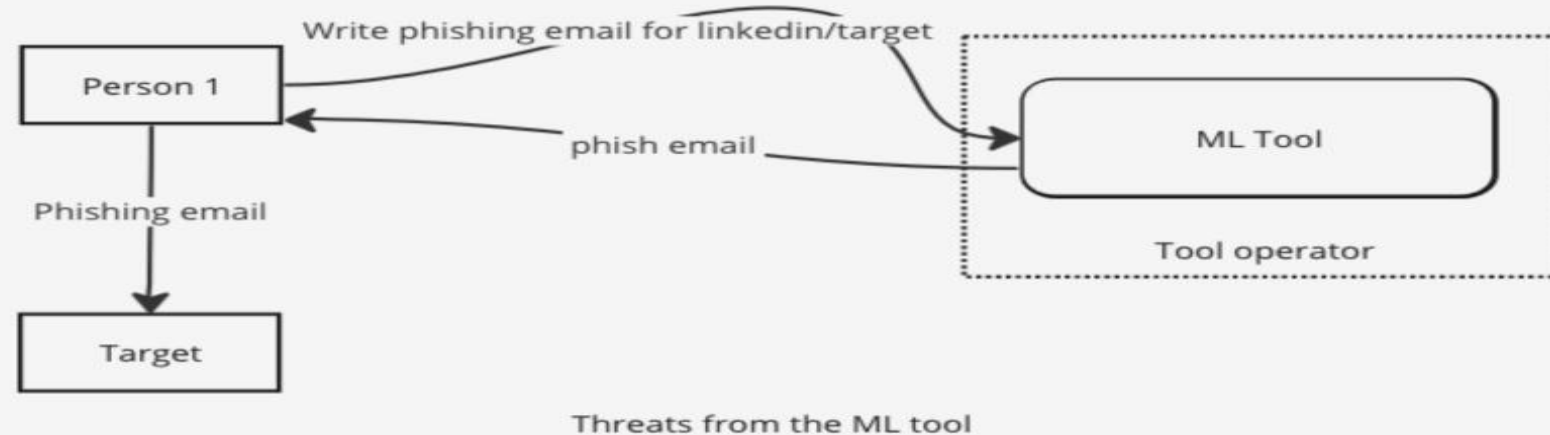 Write phishing email for linkedin/target
Person 1
ML Tool
phish email
Phishing email
Tool operator
Target
Threats from the ML tool